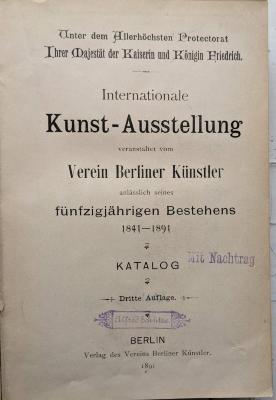 Unter dem Allerhöchsten Protectorat
Ihrer Majestät der Kaiserin und Königin Friedrich.
Internationale
Kunst-Ausstellung
veranstaltet vom
Verein Berliner Künstler
anlässlich seines
fünfzigjährigen Bestehens
1841—1891
KATALOG
Mit Nachtrag
Dritte Auflage.
BERLIN
Verlag des Vereins Berliner Künstler.
1891